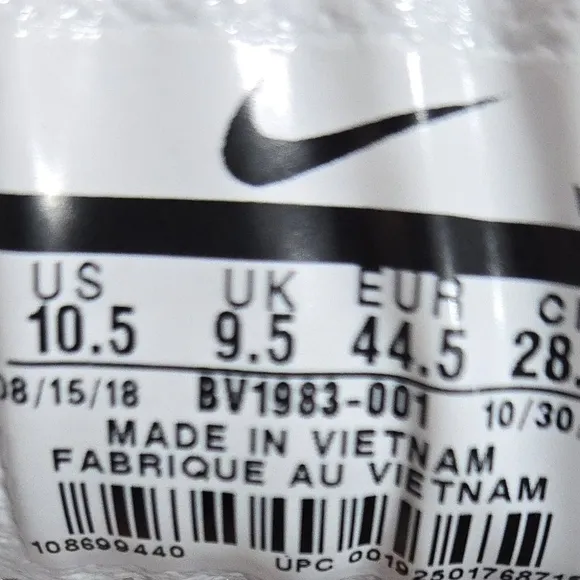 US UK EUR C
10.5 9.5 44.5 28.
08/15/18 BV1983-001 10/30
MADE IN VIETNAM
FABRIQUE AU VIETNAM
108699440 UPC 001925017687